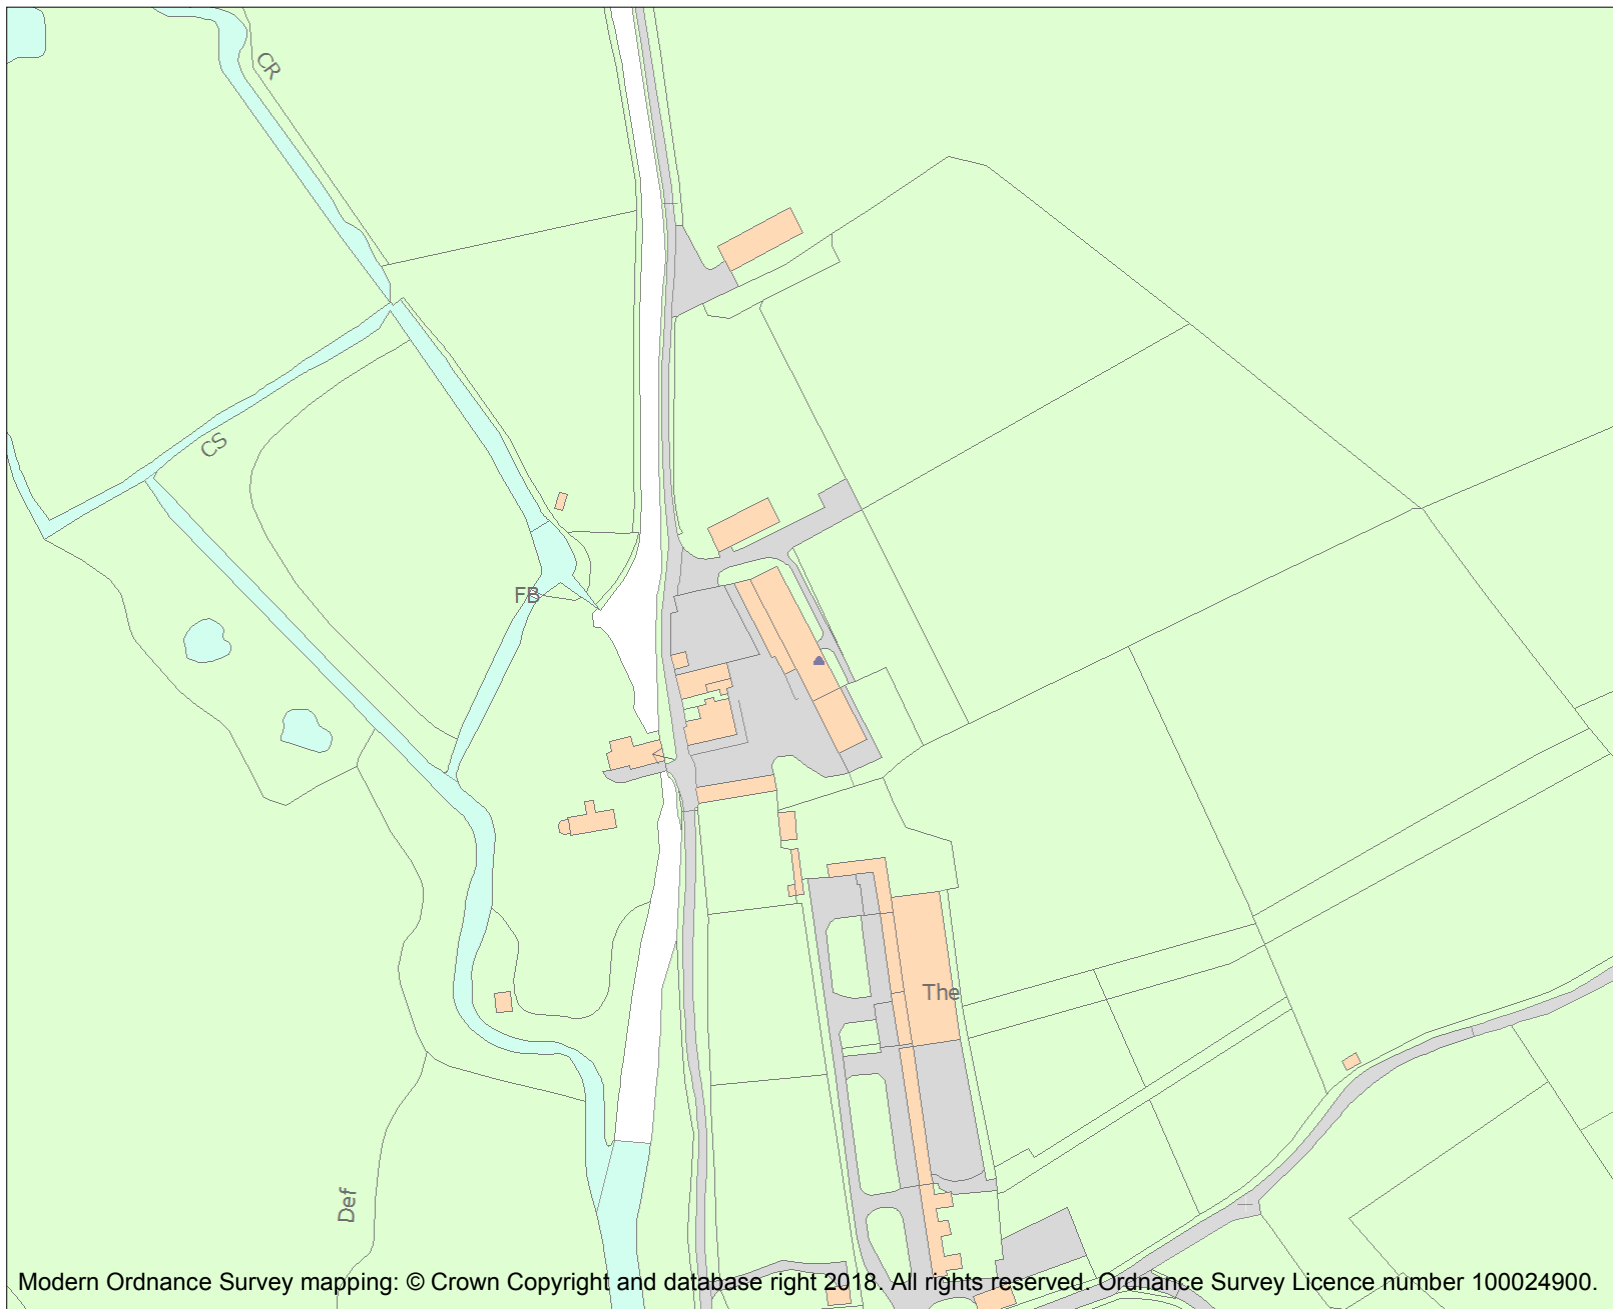 CR
CS
FB
The
Def
Modern Ordnance Survey mapping: © Crown Copyright and database right 2018. All rights reserved. Ordnance Survey Licence number 100024900.